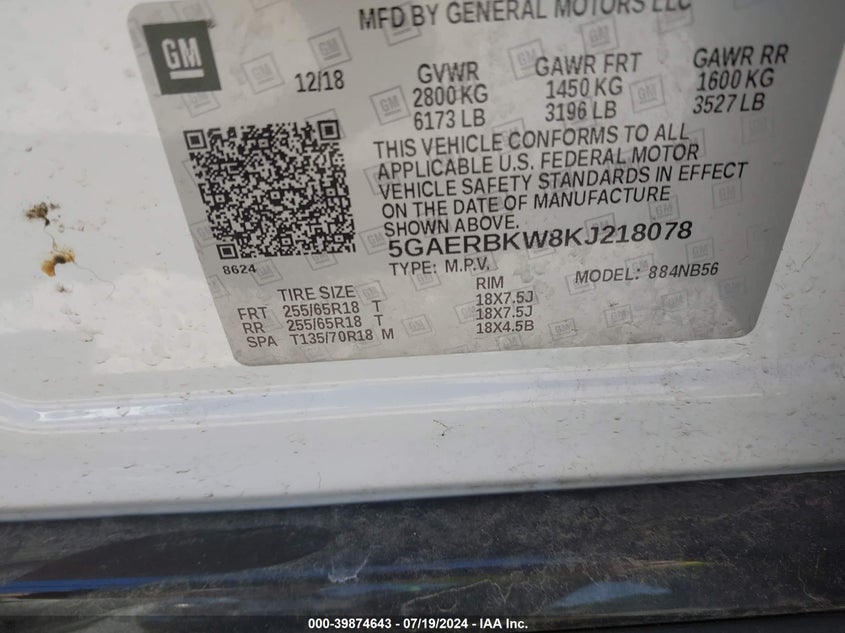 MFD BY GENERAL MOTORS LLC
GM
12/18
GVWR
2800 KG
6173 LB
GAWR FRT
1450 KG
3196 LB
GAWR RR
1600 KG
3527 LB
THIS VEHICLE CONFORMS TO ALL
APPLICABLE U.S. FEDERAL MOTOR
VEHICLE SAFETY STANDARDS IN EFFECT
ON THE DATE OF MANUFACTURE
SHOWN ABOVE.
5GAERBKW8KJ218078
8624
TYPE: M.P.V.
MODEL: 884NB56
TIRE SIZE
RIM
FRT 255/65R18 T 18X7.5J
RR 255/65R18 T 18X7.5J
SPA T135/70R18 M 18X4.5B
000-39874643 - 07/19/2024 - IAA Inc.